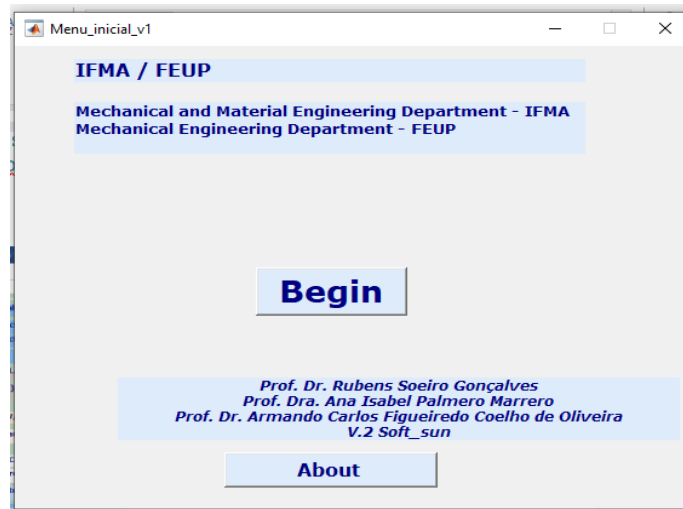 Menu_inicial_v1
IFMA / FEUP
Mechanical and Material Engineering Department - IFMA
Mechanical Engineering Department - FEUP
Begin
Prof. Dr. Rubens Soeiro Gonçalves
Prof. Dra. Ana Isabel Palmero Marrero
Prof. Dr. Armando Carlos Figueiredo Coelho de Oliveira
V.2 Soft_sun
About